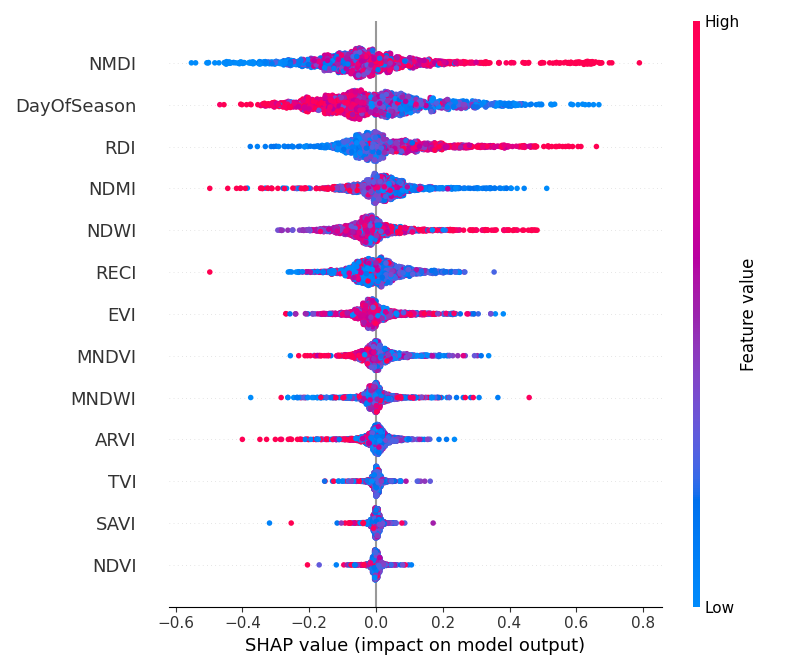 High
NMDI
DayOfSeason
RDI
NDMI
NDWI
RECI
EVI
MNDVI
MNDWI
ARVI
TVI
SAVI
NDVI
Feature value
Low
−0.6 −0.4 −0.2 0.0 0.2 0.4 0.6 0.8
SHAP value (impact on model output)